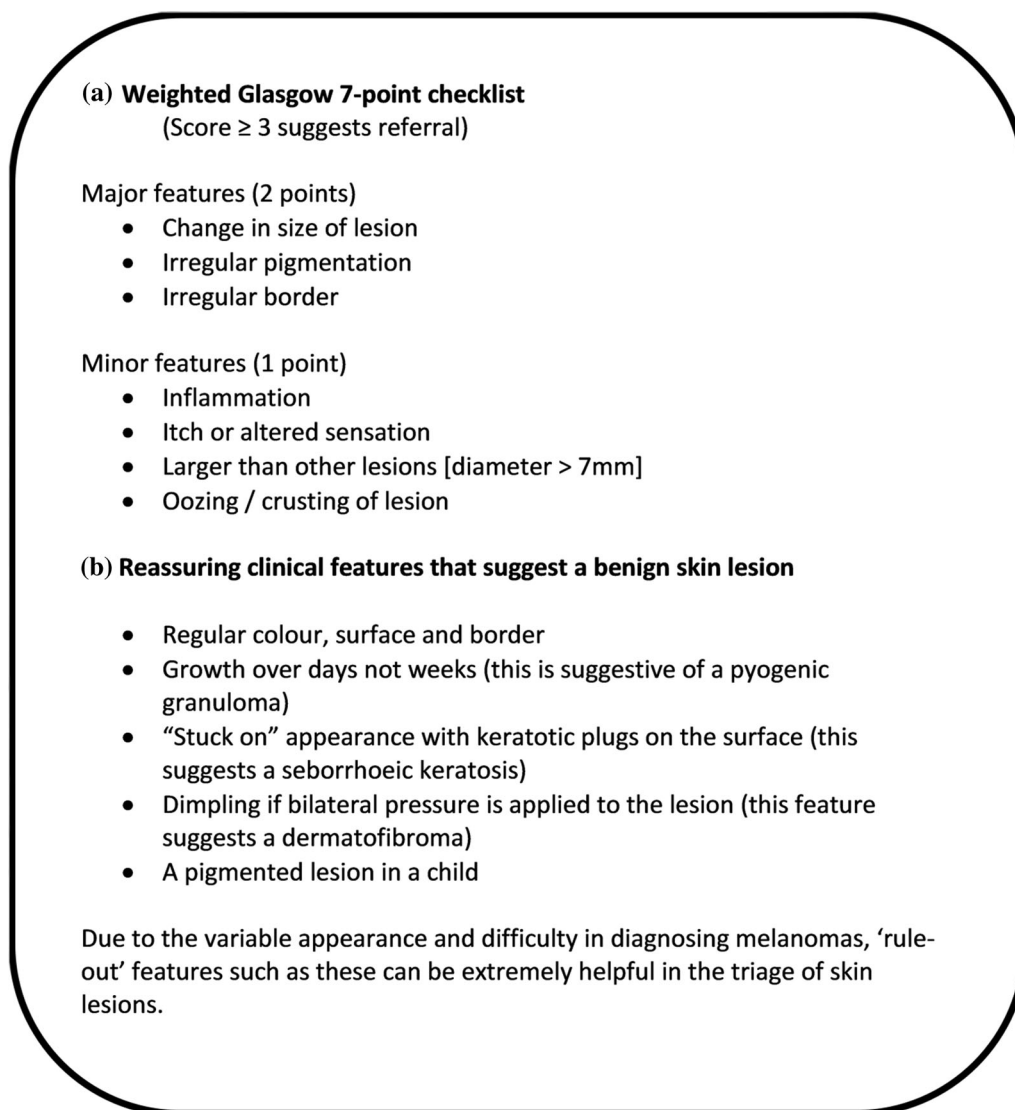 (a) Weighted Glasgow 7-point checklist
(Score ≥ 3 suggests referral)
Major features (2 points)
• Change in size of lesion
• Irregular pigmentation
• Irregular border
Minor features (1 point)
• Inflammation
• Itch or altered sensation
• Larger than other lesions [diameter > 7mm]
• Oozing / crusting of lesion
(b) Reassuring clinical features that suggest a benign skin lesion
• Regular colour, surface and border
• Growth over days not weeks (this is suggestive of a pyogenic
granuloma)
• “Stuck on” appearance with keratotic plugs on the surface (this
suggests a seborrhoeic keratosis)
• Dimpling if bilateral pressure is applied to the lesion (this feature
suggests a dermatofibroma)
• A pigmented lesion in a child
Due to the variable appearance and difficulty in diagnosing melanomas, ‘rule-
out’ features such as these can be extremely helpful in the triage of skin
lesions.